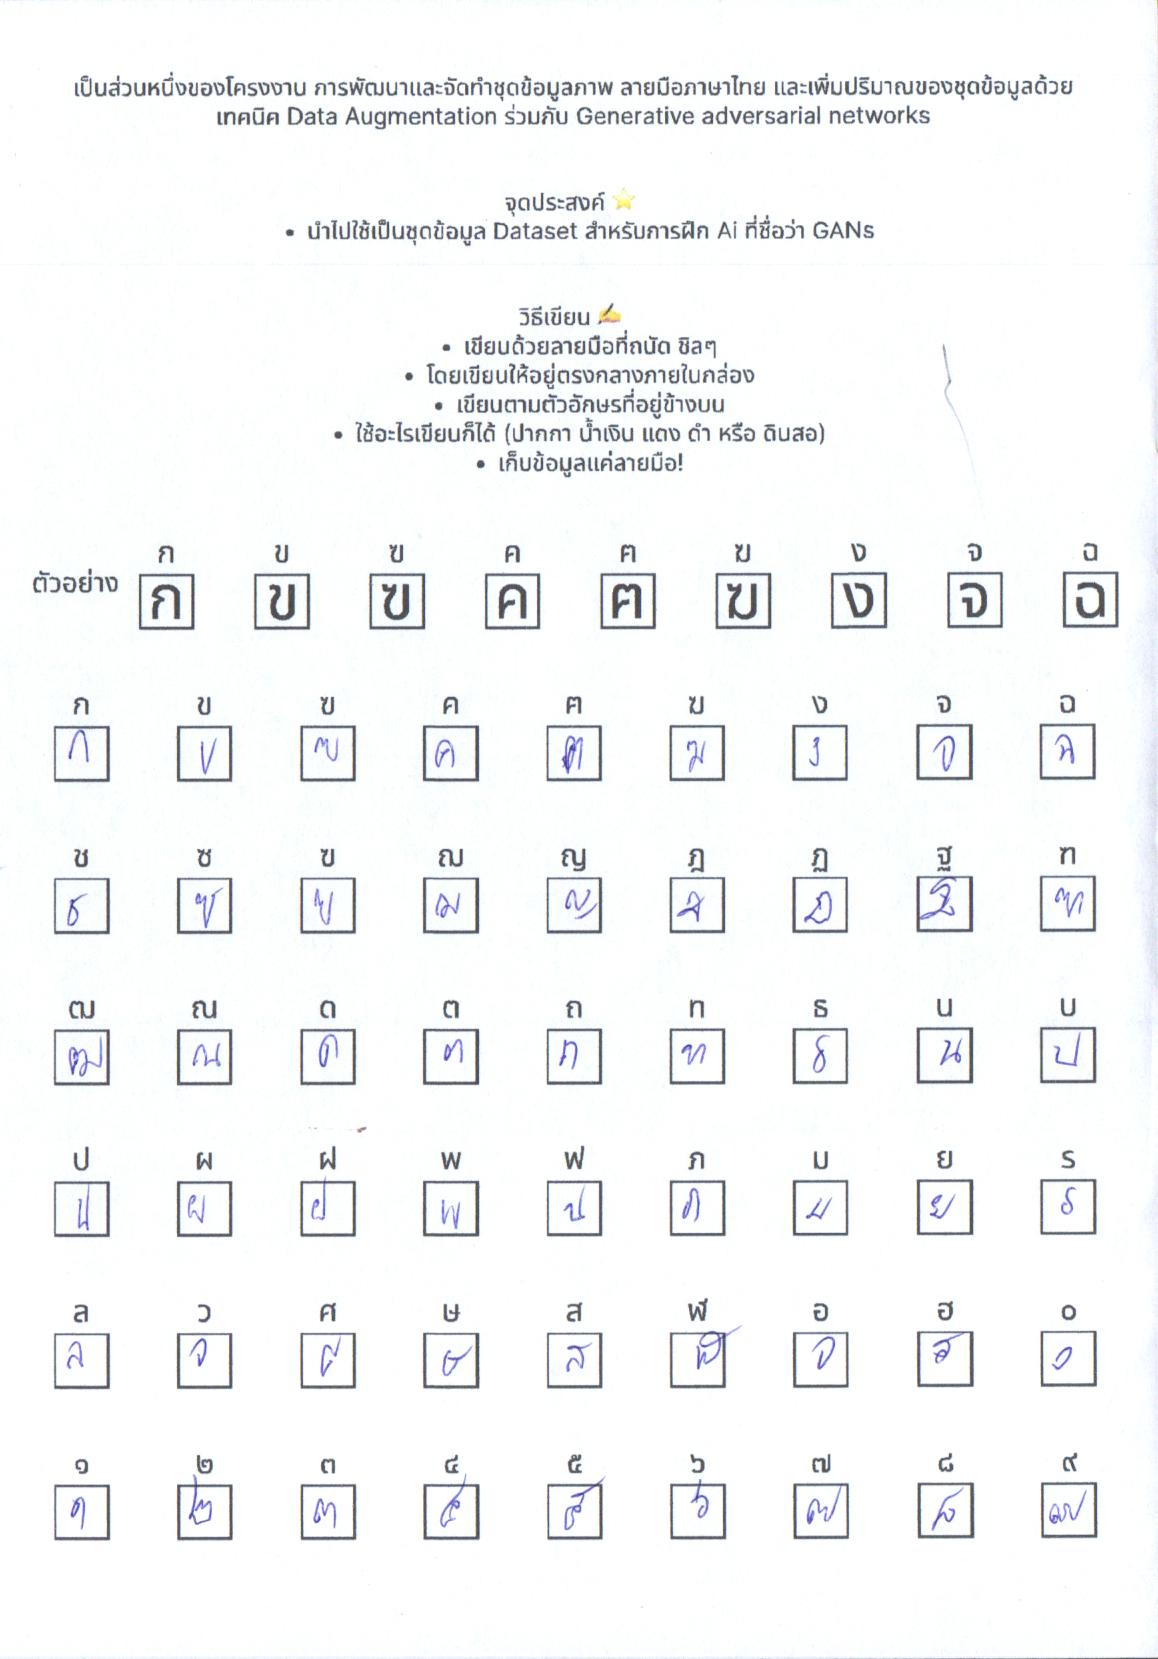 เป็นส่วนหนึ่งของโครงงาน การพัฒนาและจัดทำชุดข้อมูลภาพ ลายมือภาษาไทย และเพิ่มปริมาณของชุดข้อมูลด้วย
เทคนิค Data Augmentation ร่วมกับ Generative adversarial networks
จุดประสงค์ ⭐
• นำไปใช้เป็นชุดข้อมูล Dataset สำหรับการฝึก Ai ที่ชื่อว่า GANs
วิธีเขียน ✍
• เขียนด้วยลายมือที่ถนัด ชิลๆ
• โดยเขียนให้อยู่ตรงกลางภายในกล่อง
• เขียนตามตัวอักษรที่อยู่ข้างบน
• ใช้อะไรเขียนก็ได้ (ปากกา น้ำเงิน แดง ดำ หรือ ดินสอ)
• เก็บข้อมูลแค่ลายมือ!
ก ข ฃ ค ฅ ฆ ง จ ฉ
ตัวอย่าง ก ข ฃ ค ฅ ฆ ง จ ฉ
ก ข ฃ ค ฅ ฆ ง จ ฉ
ก ข ฃ ค ฅ ฆ ง จ ฉ
ช ซ ฃ ฌ ญ ฎ ฏ ฐ ฑ
ซ ฃ ฌ ญ ฎ ฏ ฐ ฑ
ฒ ณ ด ต ถ ท ธ น บ
ฒ ณ ด ต ถ ท ธ น บ
ป ผ ฝ พ ฟ ภ ม ย ร
ป ผ ฝ พ ฟ ภ ม ย ร
ล ว ศ ษ ส ฬ อ ฮ ๐
ล ว ศ ษ ส ฬ อ ฮ ๐
๑ ๒ ๓ ๔ ๕ ๖ ๗ ๘ ๙
๑ ๒ ๓ ๔ ๕ ๖ ๗ ๘ ๙